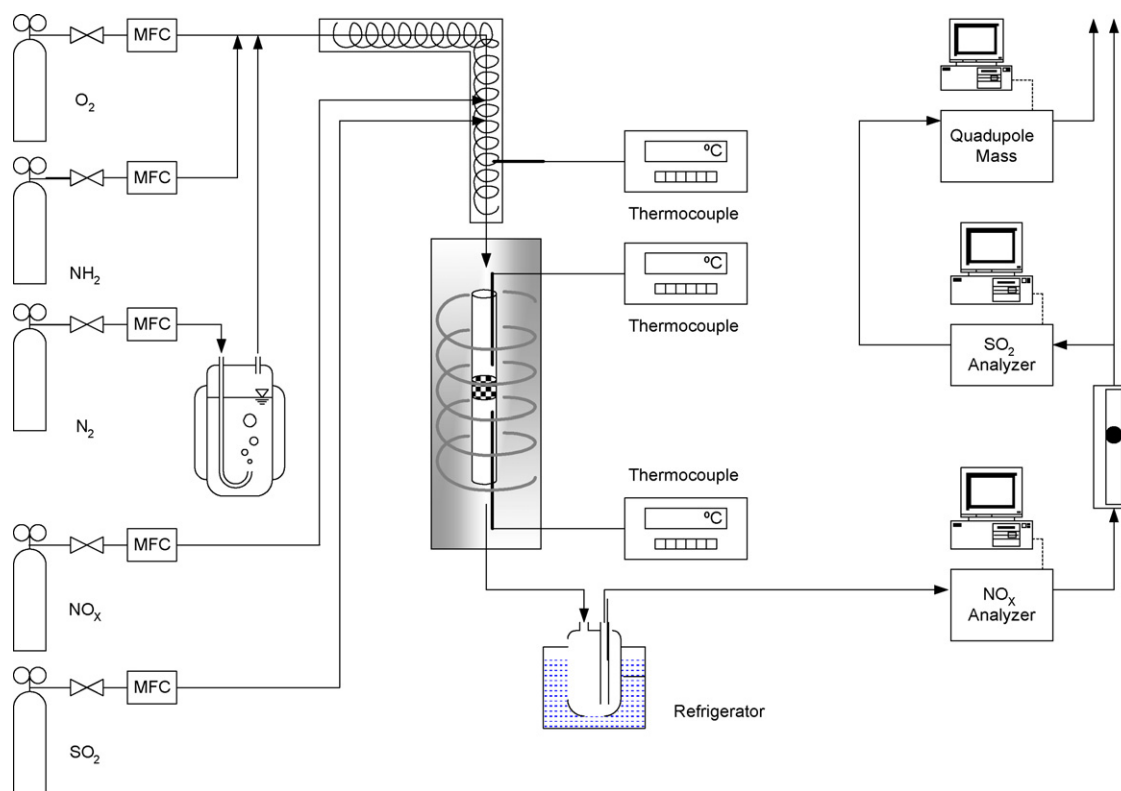 MFC
O₂
MFC
NH₂
MFC
N₂
MFC
NOX
MFC
SO₂
ºC
Thermocouple
ºC
Thermocouple
Thermocouple
ºC
Refrigerator
Quadupole
Mass
SO₂
Analyzer
NOX
Analyzer